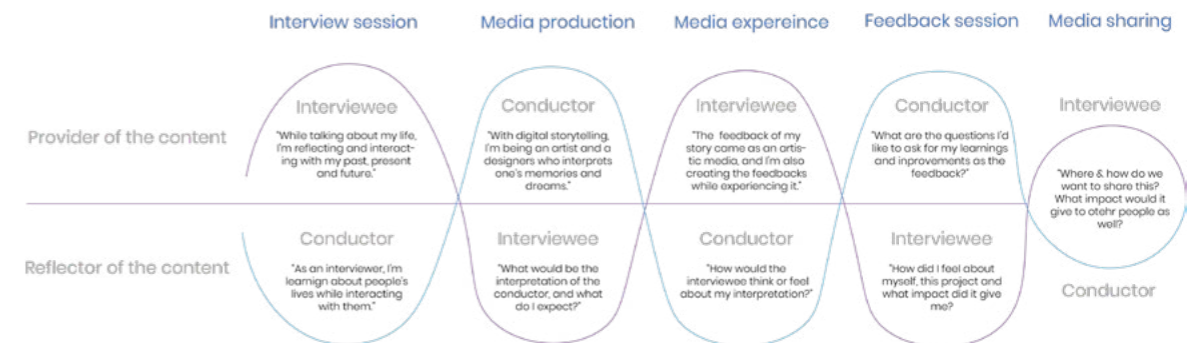 Interview session
Media production
Media expereince
Feedback session
Media sharing
Provider of the content
Interviewee
"While talking about my life,
I'm reflecting and interact-
ing with my past, present
and future."
Conductor
"With digital storytelling,
I'm being an artist and a
designers who interprets
one's memories and
dreams."
Interviewee
"The feedback of my
story came as an artis-
tic media, and I'm also
creating the feedbacks
while experiencing it."
Conductor
"What are the questions I'd
like to ask for my learnings
and inprovements as the
feedback?"
Interviewee
"Where & how do we
want to share this?
What impact would it
give to otehr people as
well?
Conductor
Reflector of the content
Conductor
"As an interviewer, I'm
learnign about people's
lives while interacting
with them."
Interviewee
"What would be the
interpretation of the
conductor, and what
do I expect?"
Conductor
"How would the
interviewee think or feel
about my interpretation?"
Interviewee
"How did I feel about
myself, this project and
what impact did it give
me?